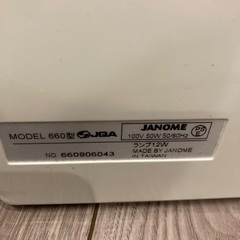 MODEL 660型 JQA
NO. 660906043
JANOME
100V 50W 50/60Hz
ランプ12W
MADE BY JANOME
IN TAIWAN